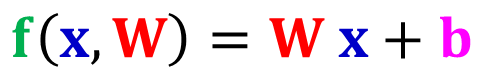 f(x, W) = W x + b